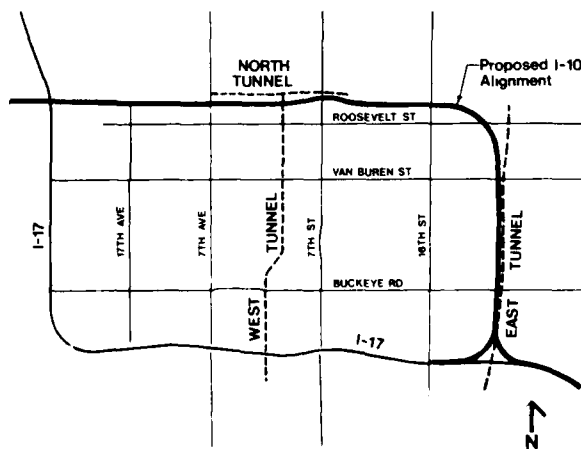 NORTH
TUNNEL
Proposed I-10
Alignment
ROOSEVELT ST
VAN BUREN ST
I-17
17TH AVE
7TH AVE
WEST TUNNEL
7TH ST
16TH ST
EAST TUNNEL
BUCKEYE RD
I-17
N